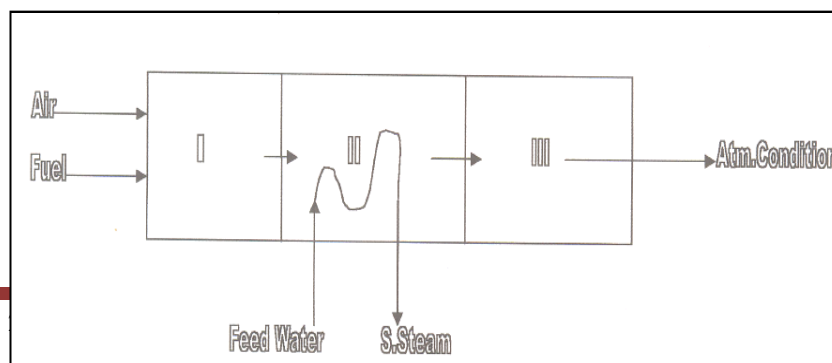 Air
I
II
III
Atm.Condition
Fuel
Feed Water
S.Steam